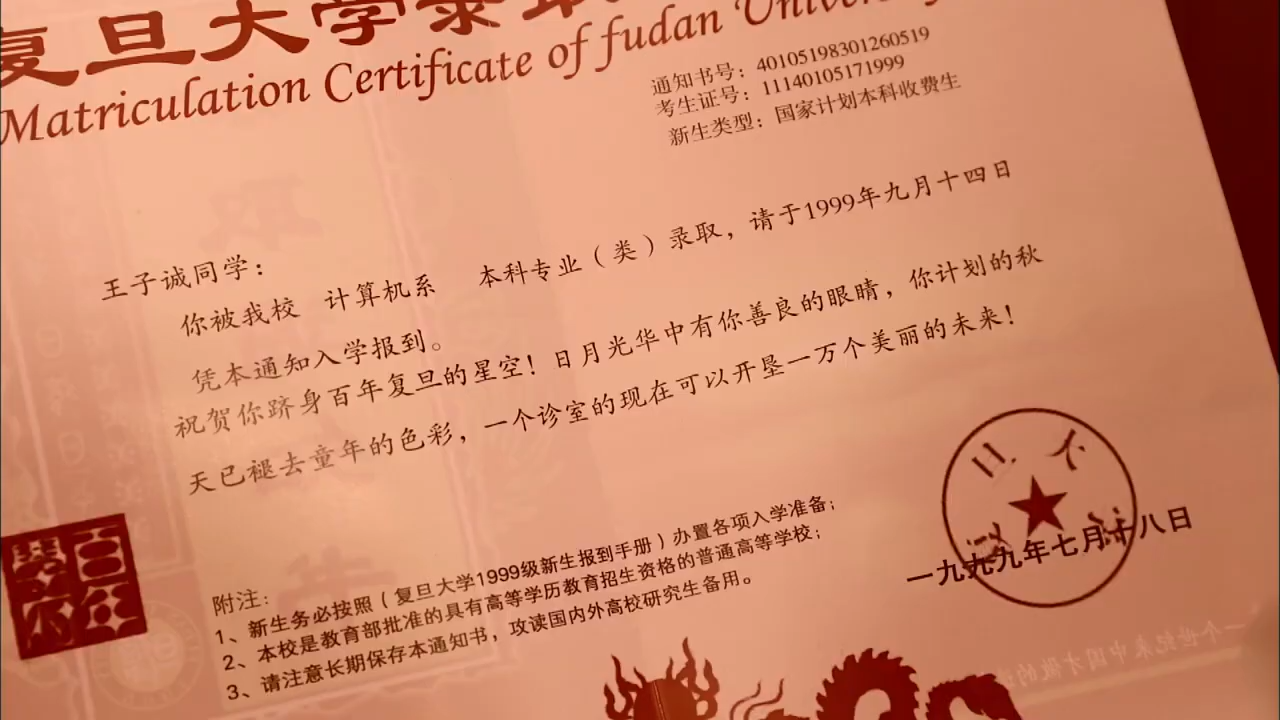 复旦大学录取
Matriculation Certificate of fudan University
通知书号：40105198301260519
考生证号：11140105171999
新生类型：国家计划本科收费生
王子诚同学：
你被我校 计算机系 本科专业（类）录取，请于1999年九月十四日
凭本通知入学报到。
祝贺你跻身百年复旦的星空！日月光华中有你善良的眼睛，你计划的秋
天已褪去童年的色彩，一个诊室的现在可以开垦一万个美丽的未来！
旦大
一九九九年七月十八日
附注：
1、新生务必按照（复旦大学1999级新生报到手册）办置各项入学准备；
2、本校是教育部批准的具有高等学历教育招生资格的普通高等学校；
3、请注意长期保存本通知书，攻读国内外高校研究生备用。